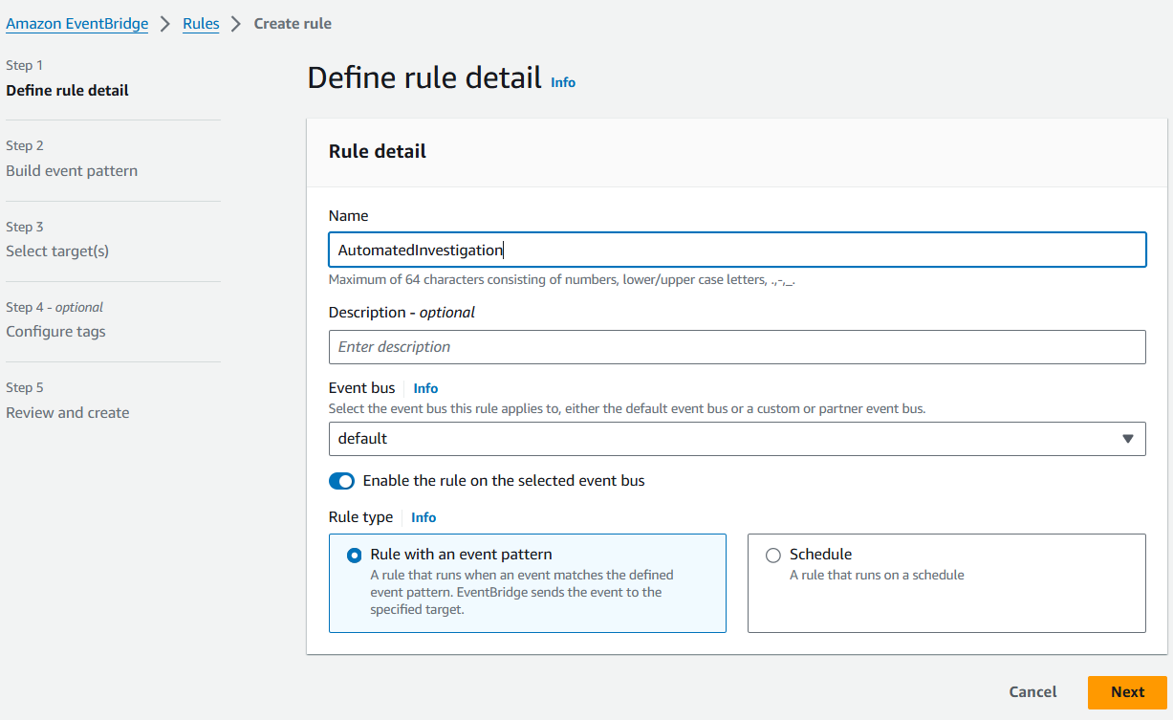 Amazon EventBridge > Rules > Create rule
Step 1
Define rule detail
Step 2
Build event pattern
Step 3
Select target(s)
Step 4 - optional
Configure tags
Step 5
Review and create
Define rule detail Info
Rule detail
Name
AutomatedInvestigation
Maximum of 64 characters consisting of numbers, lower/upper case letters, .,-,_.
Description - optional
Enter description
Event bus Info
Select the event bus this rule applies to, either the default event bus or a custom or partner event bus.
default
Enable the rule on the selected event bus
Rule type Info
Rule with an event pattern
A rule that runs when an event matches the defined
event pattern. EventBridge sends the event to the
specified target.
Schedule
A rule that runs on a schedule
Cancel Next